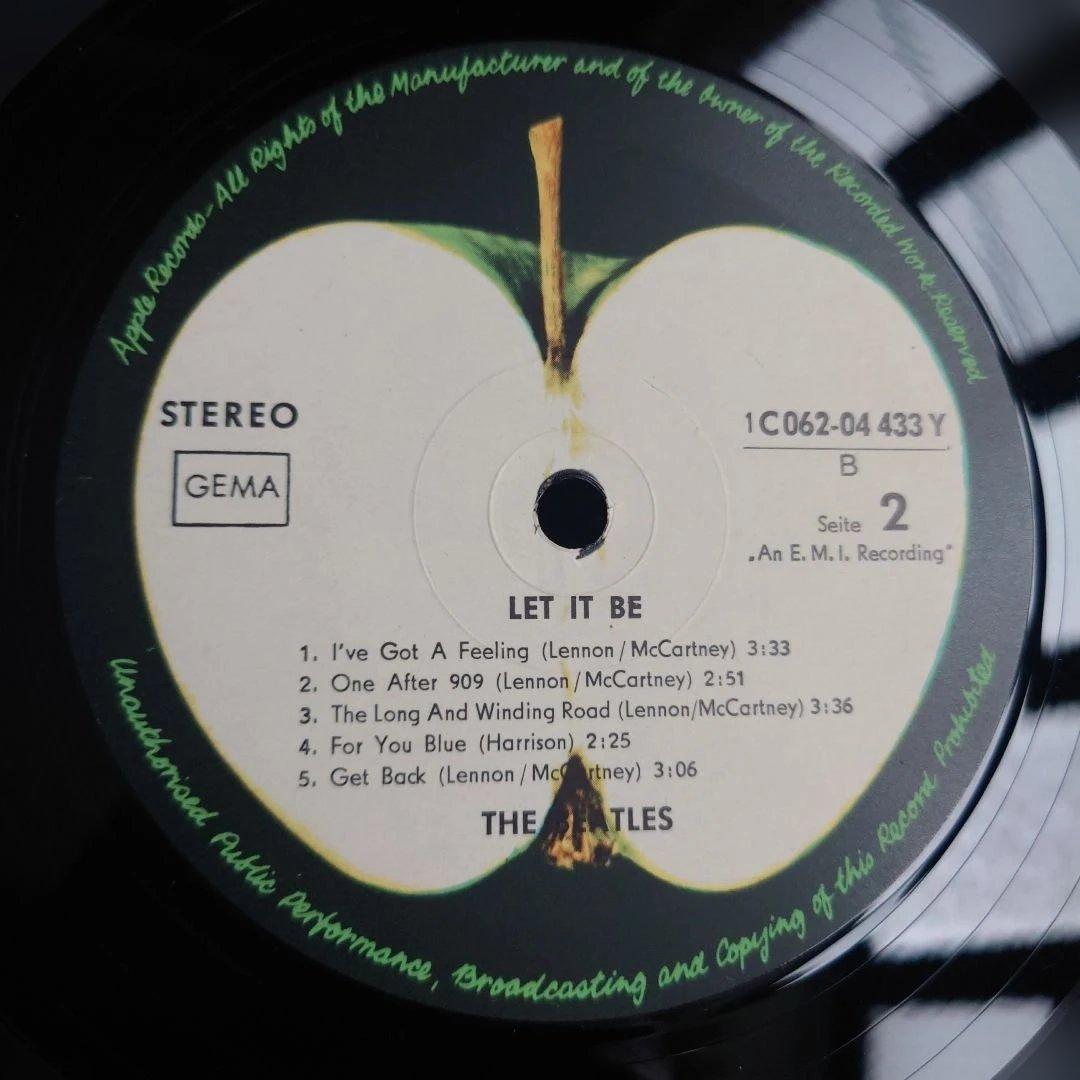 Apple Records-All Rights of the Manufacturer and of the Owner of the Recorded Work Reserved
STEREO
GEMA
1C062-04 433 Y
B
Seite 2
„An E. M. I. Recording"
LET IT BE
1. I've Got A Feeling (Lennon / McCartney) 3:33
2. One After 909 (Lennon / McCartney) 2:51
3. The Long And Winding Road (Lennon/McCartney) 3:36
4. For You Blue (Harrison) 2:25
5. Get Back (Lennon / McCartney) 3:06
THE BEATLES
Unauthorised Public Performance, Broadcasting and Copying of this Record Prohibited